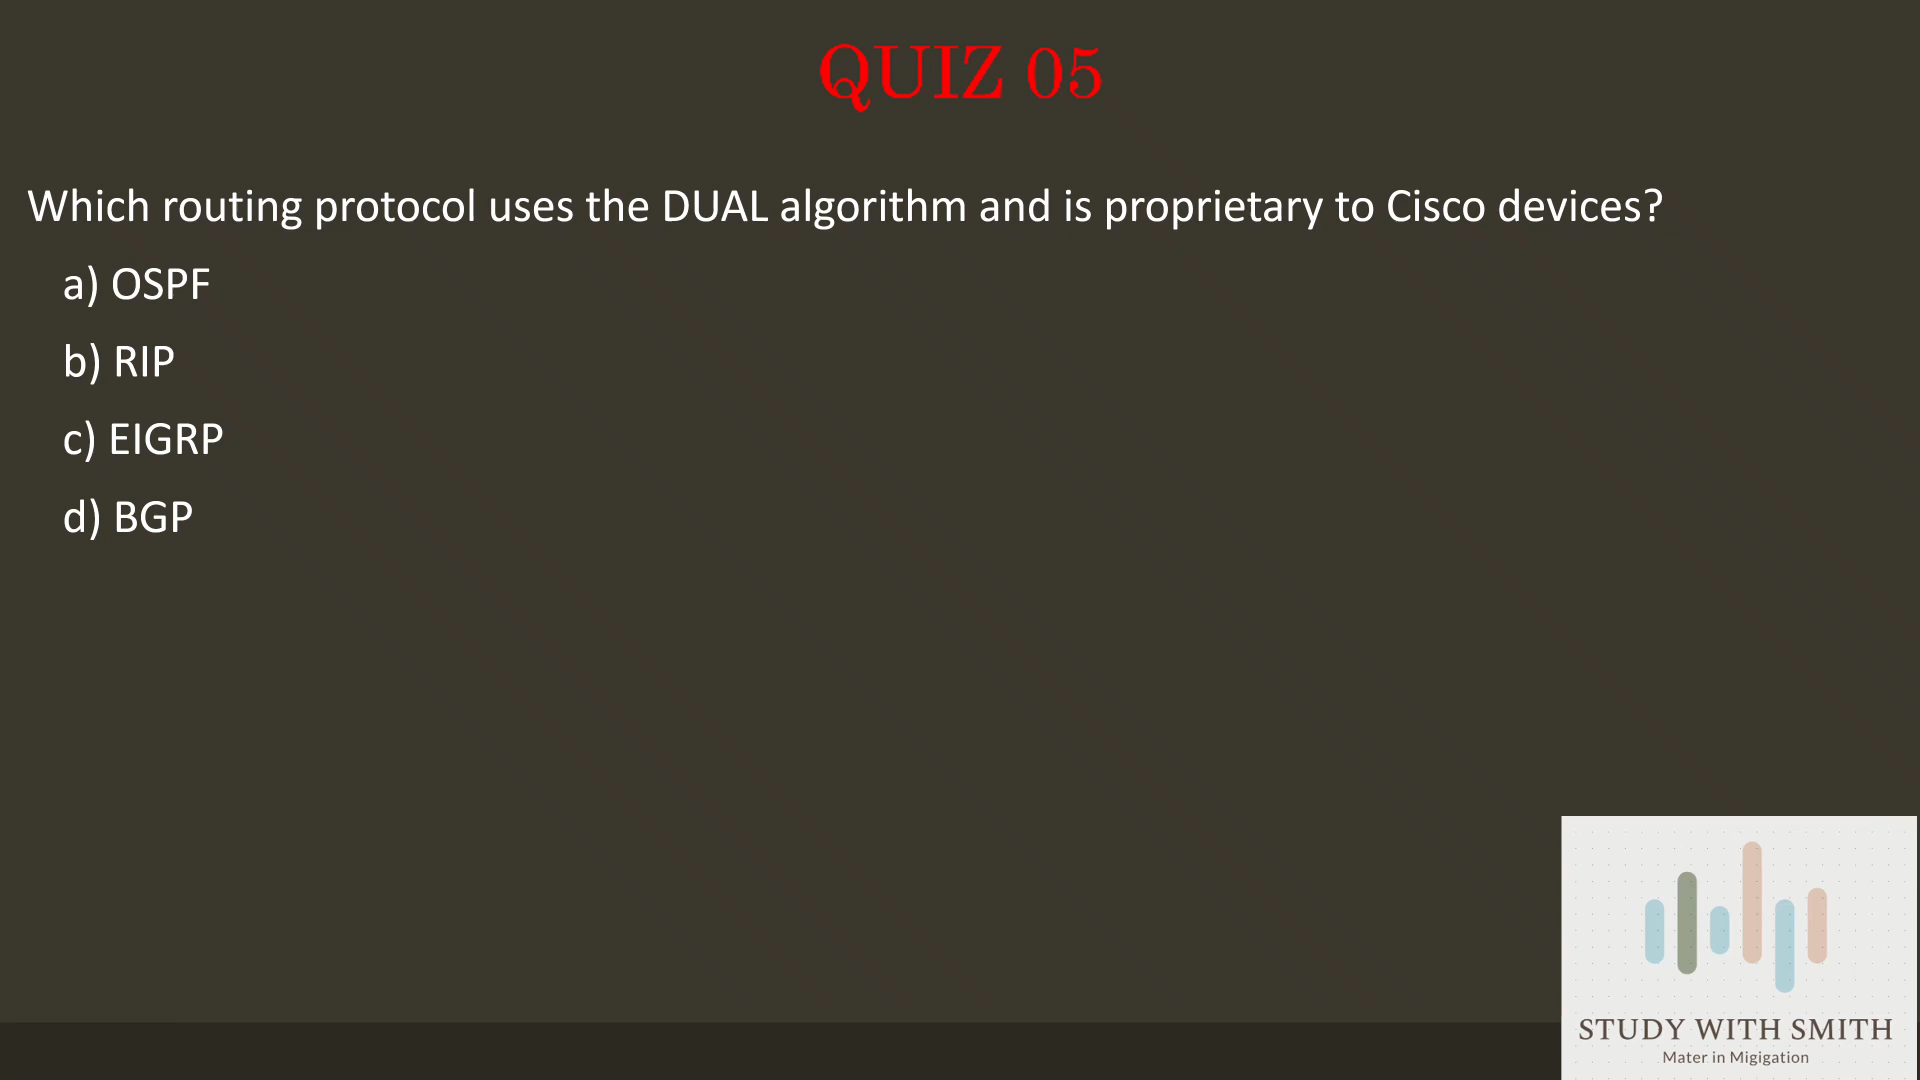 QUIZ 05
Which routing protocol uses the DUAL algorithm and is proprietary to Cisco devices?
a) OSPF
b) RIP
c) EIGRP
d) BGP
STUDY WITH SMITH
Mater in Migigation